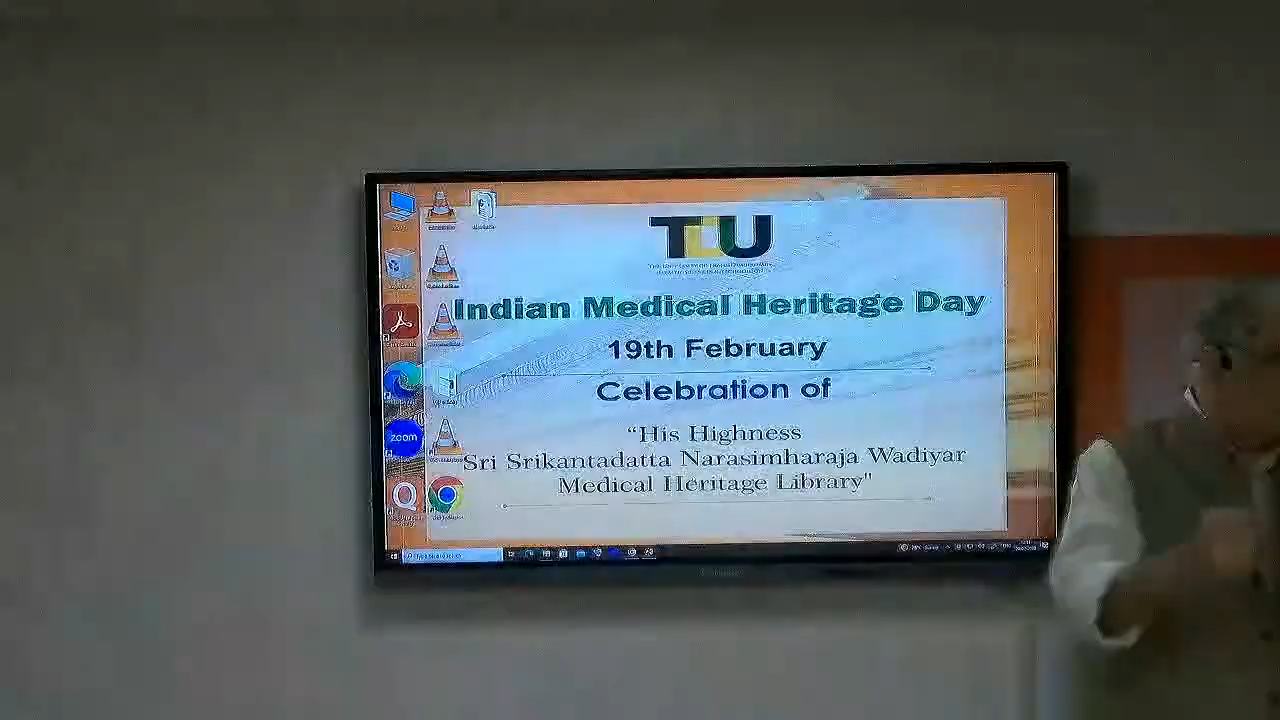 TDU
Indian Medical Heritage Day
19th February
Celebration of
“His Highness
Sri Srikantadatta Narasimharaja Wadiyar
Medical Heritage Library"
zoom